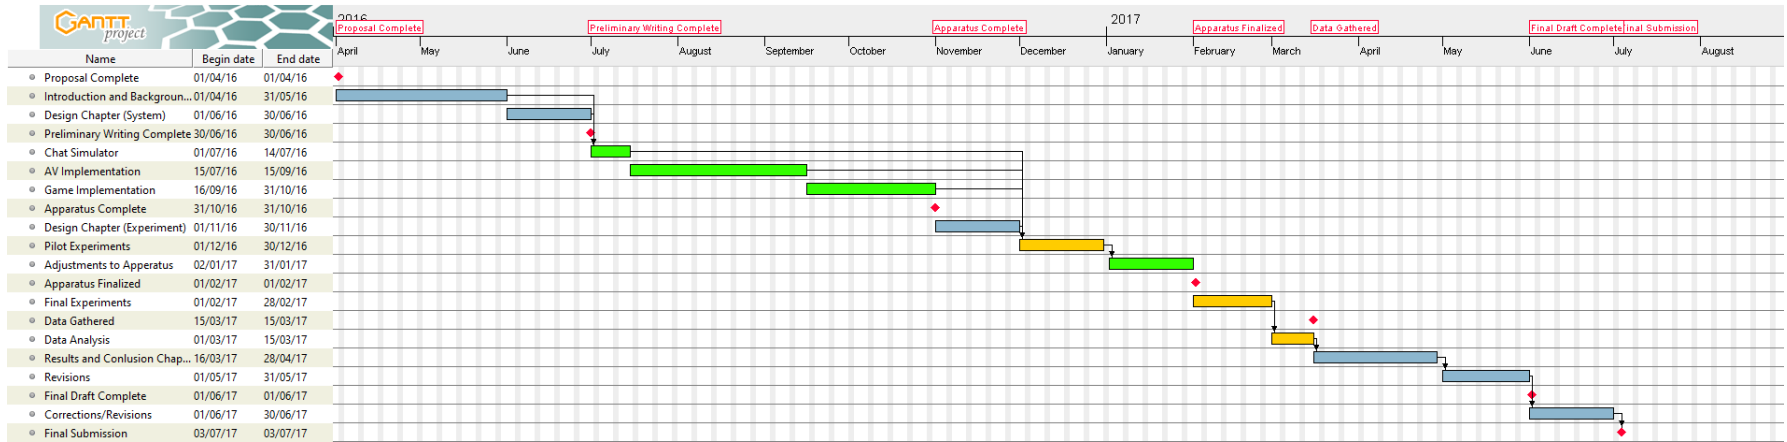 GANTT
project
2016
2017
Proposal Complete
Preliminary Writing Complete
Apparatus Complete
Apparatus Finalized
Data Gathered
Final Draft Complete
inal Submission
April
May
June
July
August
September
October
November
December
January
February
March
April
May
June
July
August
Name Begin date End date
Proposal Complete 01/04/16 01/04/16
Introduction and Backgroun... 01/04/16 31/05/16
Design Chapter (System) 01/06/16 30/06/16
Preliminary Writing Complete 30/06/16 30/06/16
Chat Simulator 01/07/16 14/07/16
AV Implementation 15/07/16 15/09/16
Game Implementation 16/09/16 31/10/16
Apparatus Complete 31/10/16 31/10/16
Design Chapter (Experiment) 01/11/16 30/11/16
Pilot Experiments 01/12/16 30/12/16
Adjustments to Apperatus 02/01/17 31/01/17
Apparatus Finalized 01/02/17 01/02/17
Final Experiments 01/02/17 28/02/17
Data Gathered 15/03/17 15/03/17
Data Analysis 01/03/17 15/03/17
Results and Conlusion Chap... 16/03/17 28/04/17
Revisions 01/05/17 31/05/17
Final Draft Complete 01/06/17 01/06/17
Corrections/Revisions 01/06/17 30/06/17
Final Submission 03/07/17 03/07/17